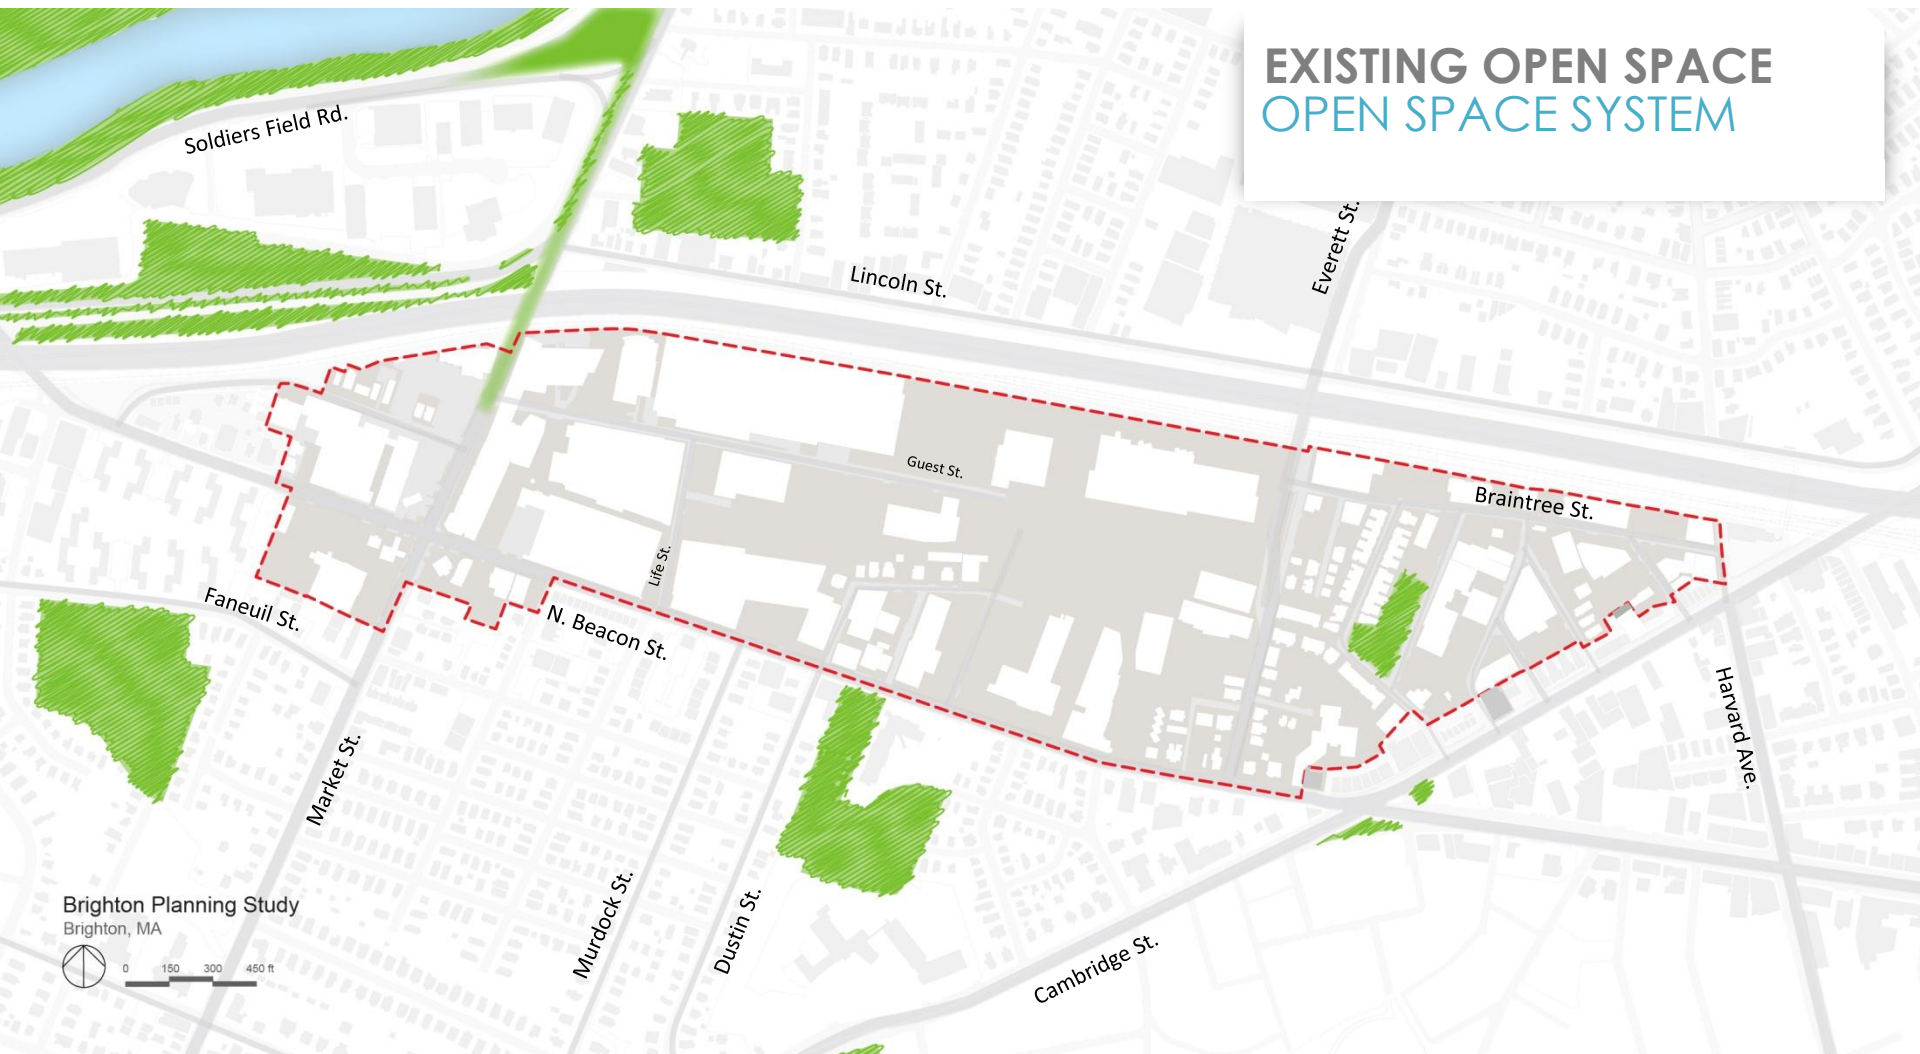 EXISTING OPEN SPACE
OPEN SPACE SYSTEM
Soldiers Field Rd.
Everett St.
Lincoln St.
Guest St.
Braintree St.
Life St.
Faneuil St.
N. Beacon St.
Harvard Ave.
Market St.
Murdock St.
Dustin St.
Cambridge St.
Brighton Planning Study
Brighton, MA
0 150 300 450 ft